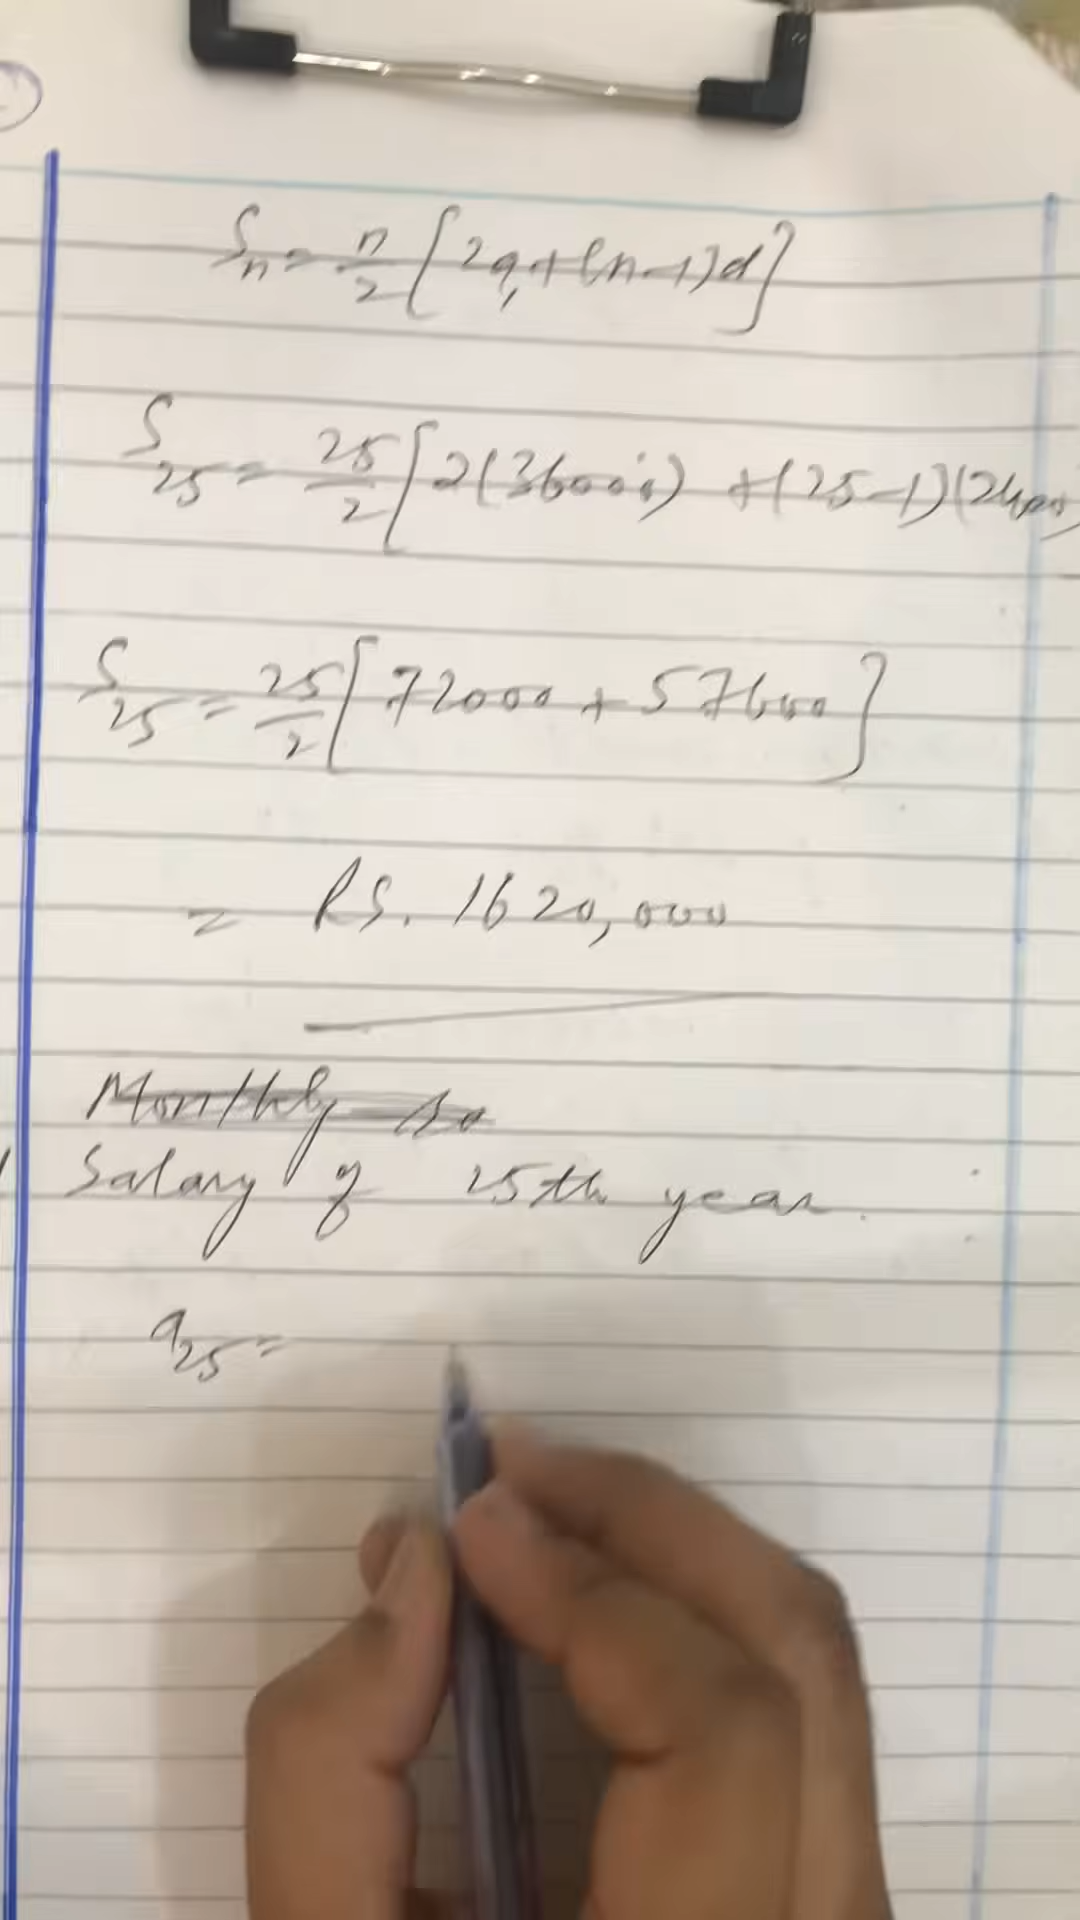 Sn = n/2 [2a₁ + (n-1)d]
S25 = 25/2 [2(36000) + (25-1)(2400)
S25 = 25/2 [72000 + 57600]
= RS. 1620,000
Monthly sa
Salary of 25th year.
a25 =